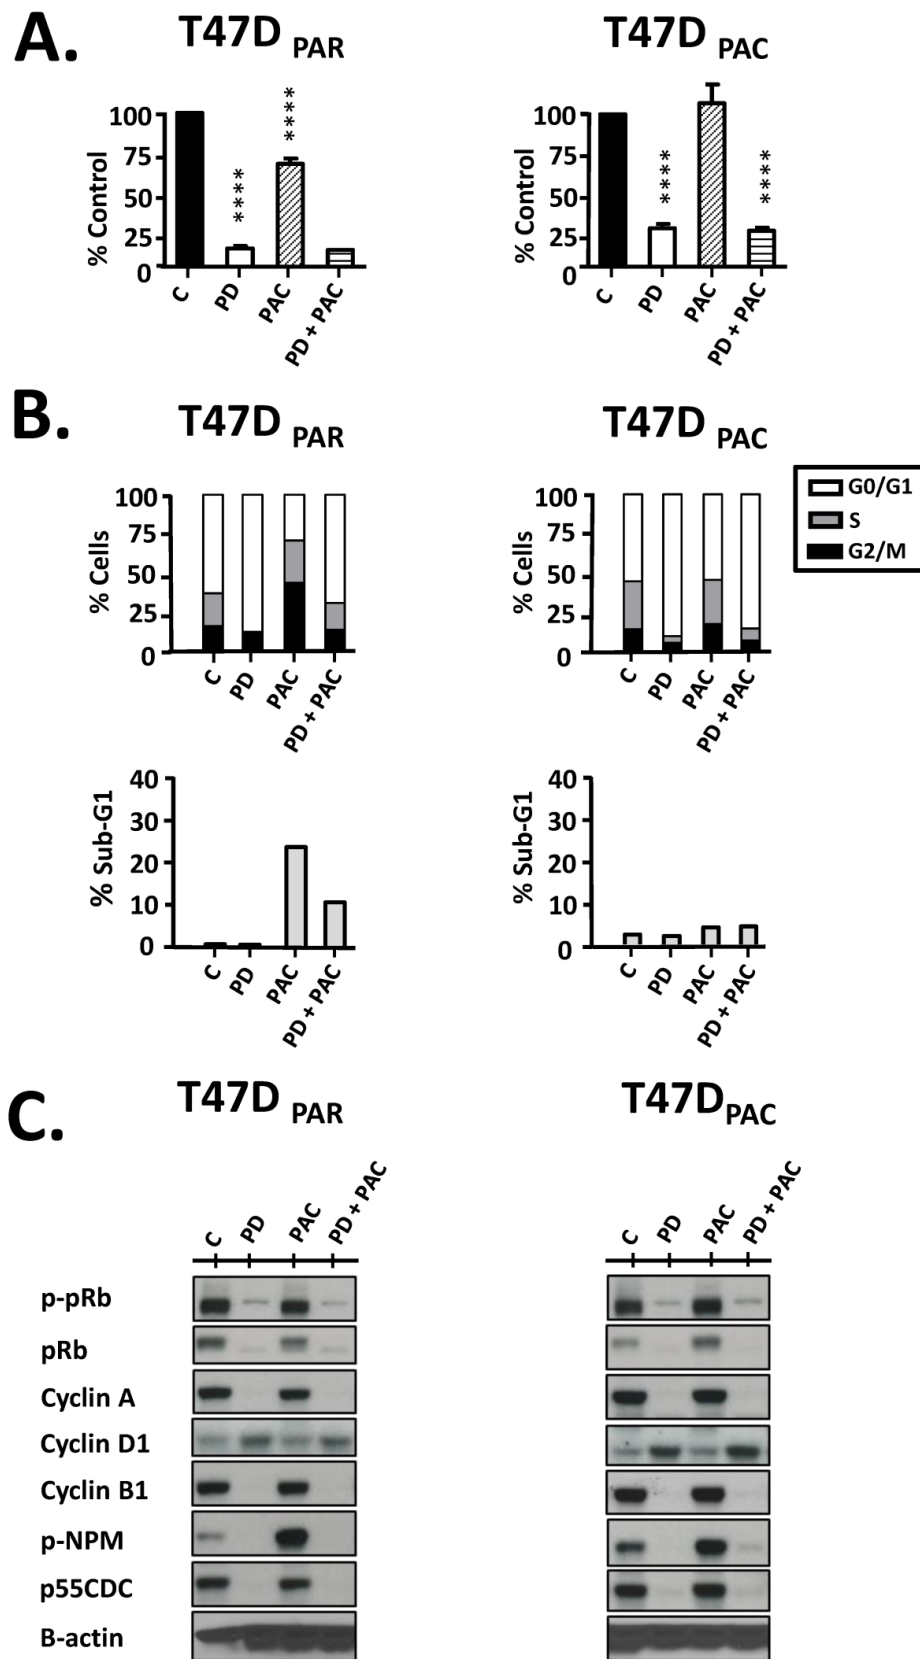 A.
T47D PAR
% Control
100
75
50
25
0
****
****
C
PD
PAC
PD + PAC
T47D PAC
% Control
100
75
50
25
0
****
****
C
PD
PAC
PD + PAC
B.
T47D PAR
% Cells
100
75
50
25
0
C
PD
PAC
PD + PAC
T47D PAC
% Cells
100
75
50
25
0
C
PD
PAC
PD + PAC
G0/G1
S
G2/M
% Sub-G1
40
30
20
10
0
C
PD
PAC
PD + PAC
% Sub-G1
40
30
20
10
0
C
PD
PAC
PD + PAC
C.
T47D PAR
T47D PAC
C
PD
PAC
PD + PAC
C
PD
PAC
PD + PAC
p-pRb
pRb
Cyclin A
Cyclin D1
Cyclin B1
p-NPM
p55CDC
B-actin